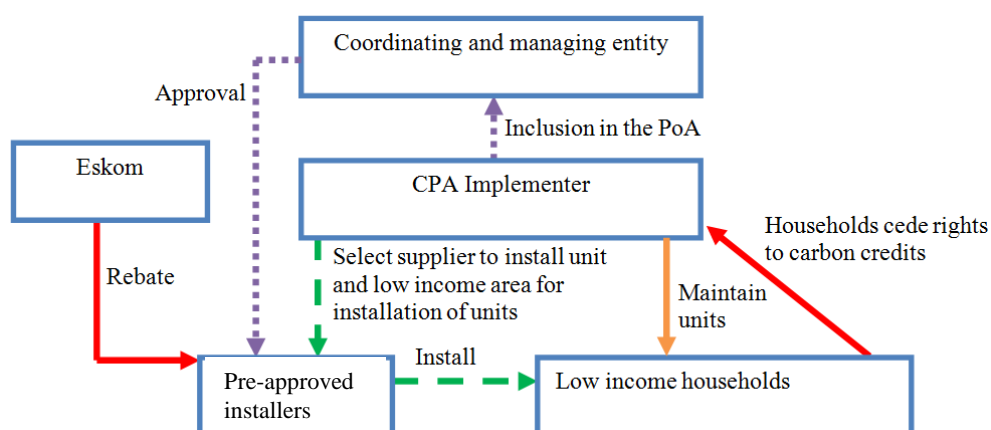 Coordinating and managing entity
Approval
Inclusion in the PoA
Eskom
CPA Implementer
Households cede rights
to carbon credits
Rebate
Select supplier to install unit
and low income area for
installation of units
Maintain
units
Install
Pre-approved
installers
Low income households